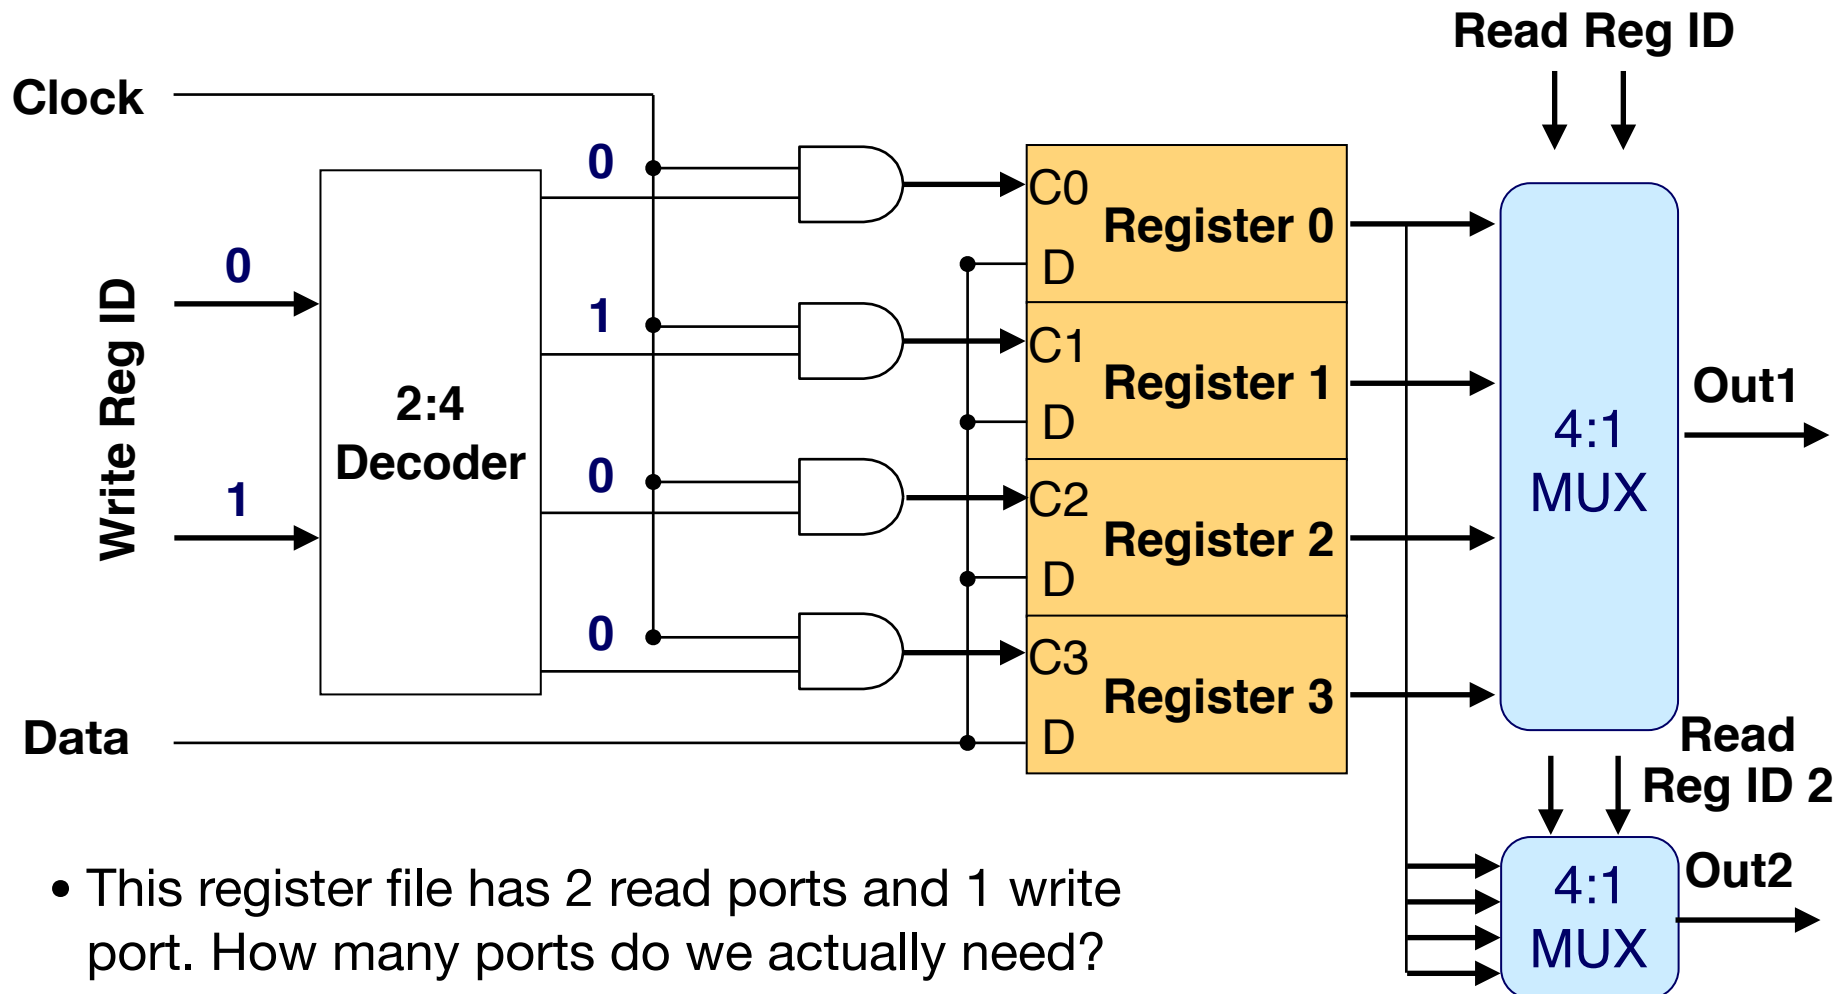 Read Reg ID
Clock
0
C0
Register 0
D
0
Write Reg ID
1
C1
Register 1
D
2:4
Decoder
4:1
MUX
Out1
1
0
C2
Register 2
D
0
C3
Register 3
D
Data
Read
Reg ID 2
4:1
MUX
Out2
• This register file has 2 read ports and 1 write
port. How many ports do we actually need?